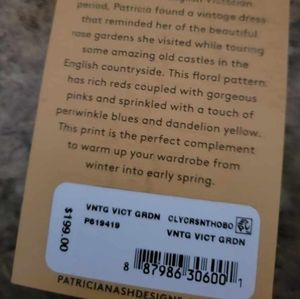 period, Patricia found a vintage dress
that reminded her of the beautiful
rose gardens she visited while touring
some amazing old castles in the
English countryside. This floral pattern
has rich reds coupled with gorgeous
pinks and sprinkled with a touch of
periwinkle blues and dandelion yellow.
This print is the perfect complement
to warm up your wardrobe from
winter into early spring.
VNTG VICT GRDN CLYCRSNTHOBO
P619419
VNTG VICT GRDN
$199.00
8 87986 30600 1
PATRICIANASHDESIGN